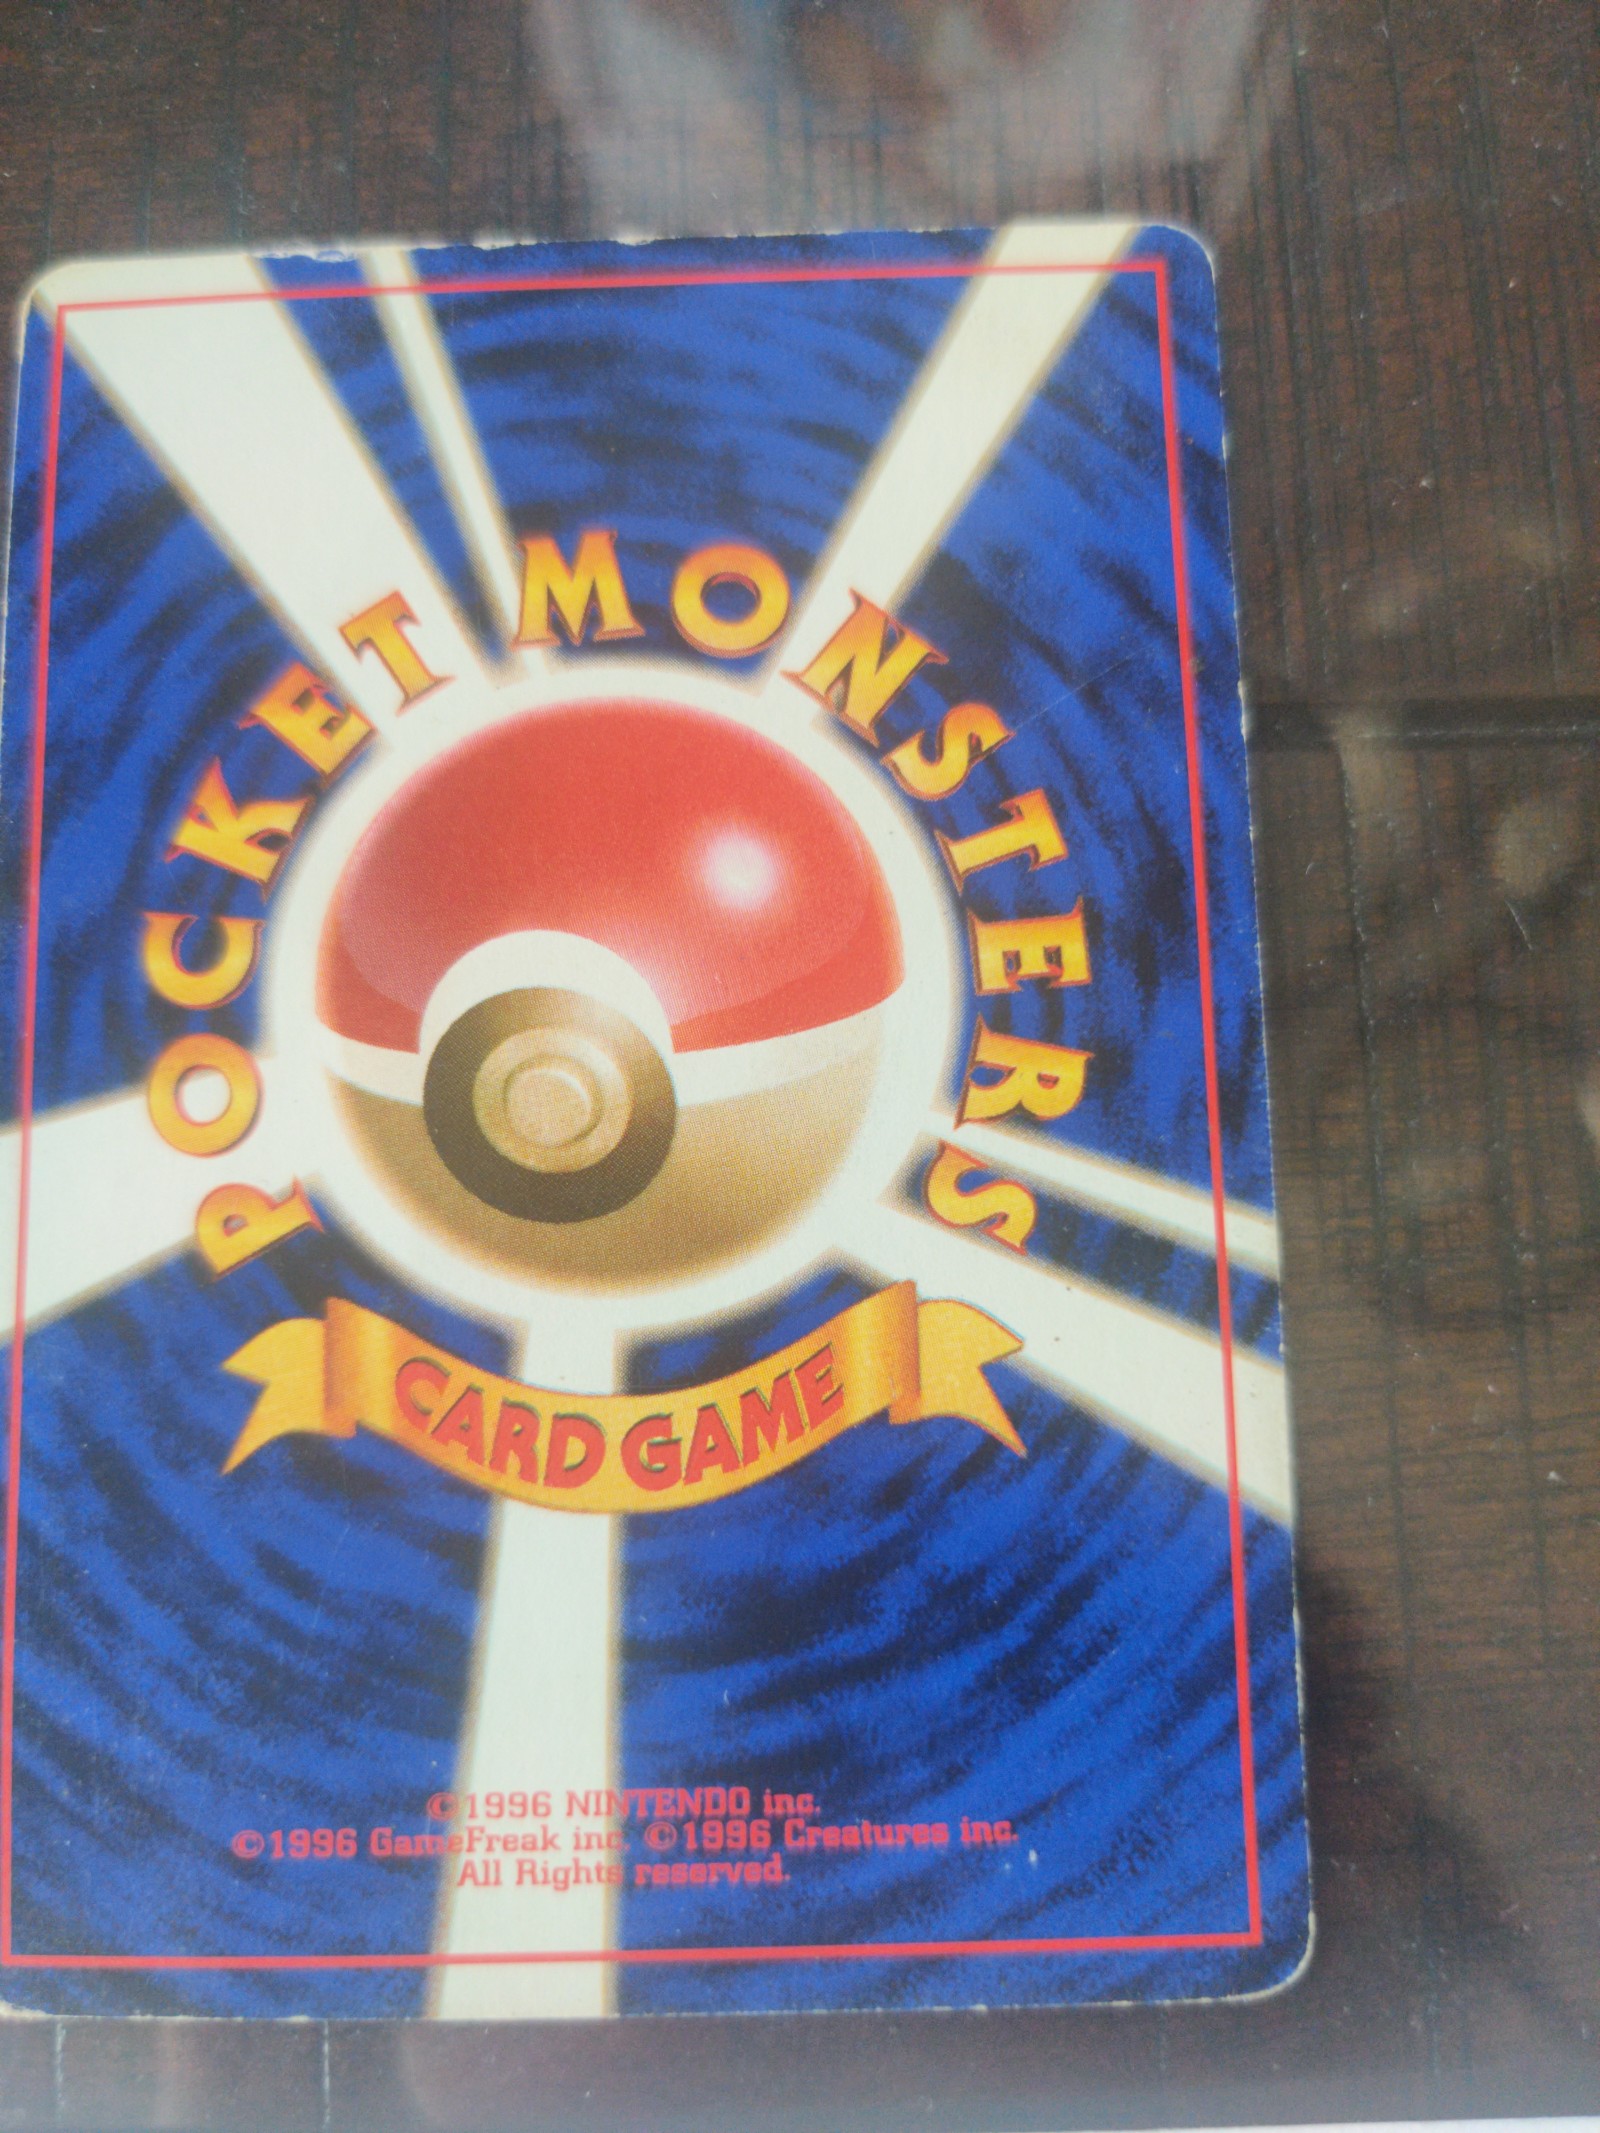 POCKET MONSTERS
CARD GAME
©1996 NINTENDO inc.
©1996 GameFreak inc. ©1996 Creatures inc.
All Rights reserved.